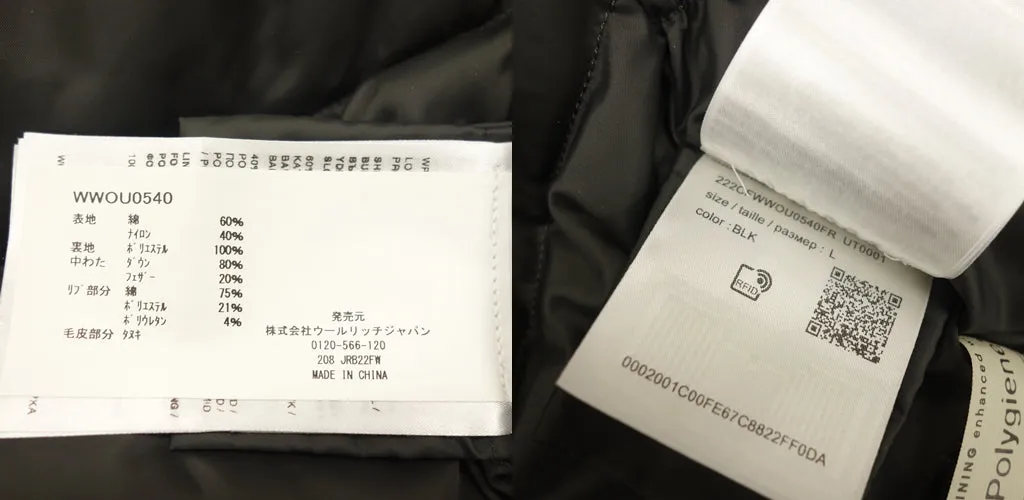 WWOU0540
表地 綿 60%
ナイロン 40%
裏地 ポリエステル 100%
中わた ダウン 80%
フェザー 20%
リブ部分 綿 75%
ポリエステル 21%
ポリウレタン 4%
毛皮部分 タヌキ
発売元
株式会社ウールリッチジャパン
0120-566-120
208 JRB22FW
MADE IN CHINA
222CFWWOU0540FR UT0001
size / taille / размер : L
color : BLK
RFID
0002001C00FE67C8822FF0DA
enhanced
Polygiene